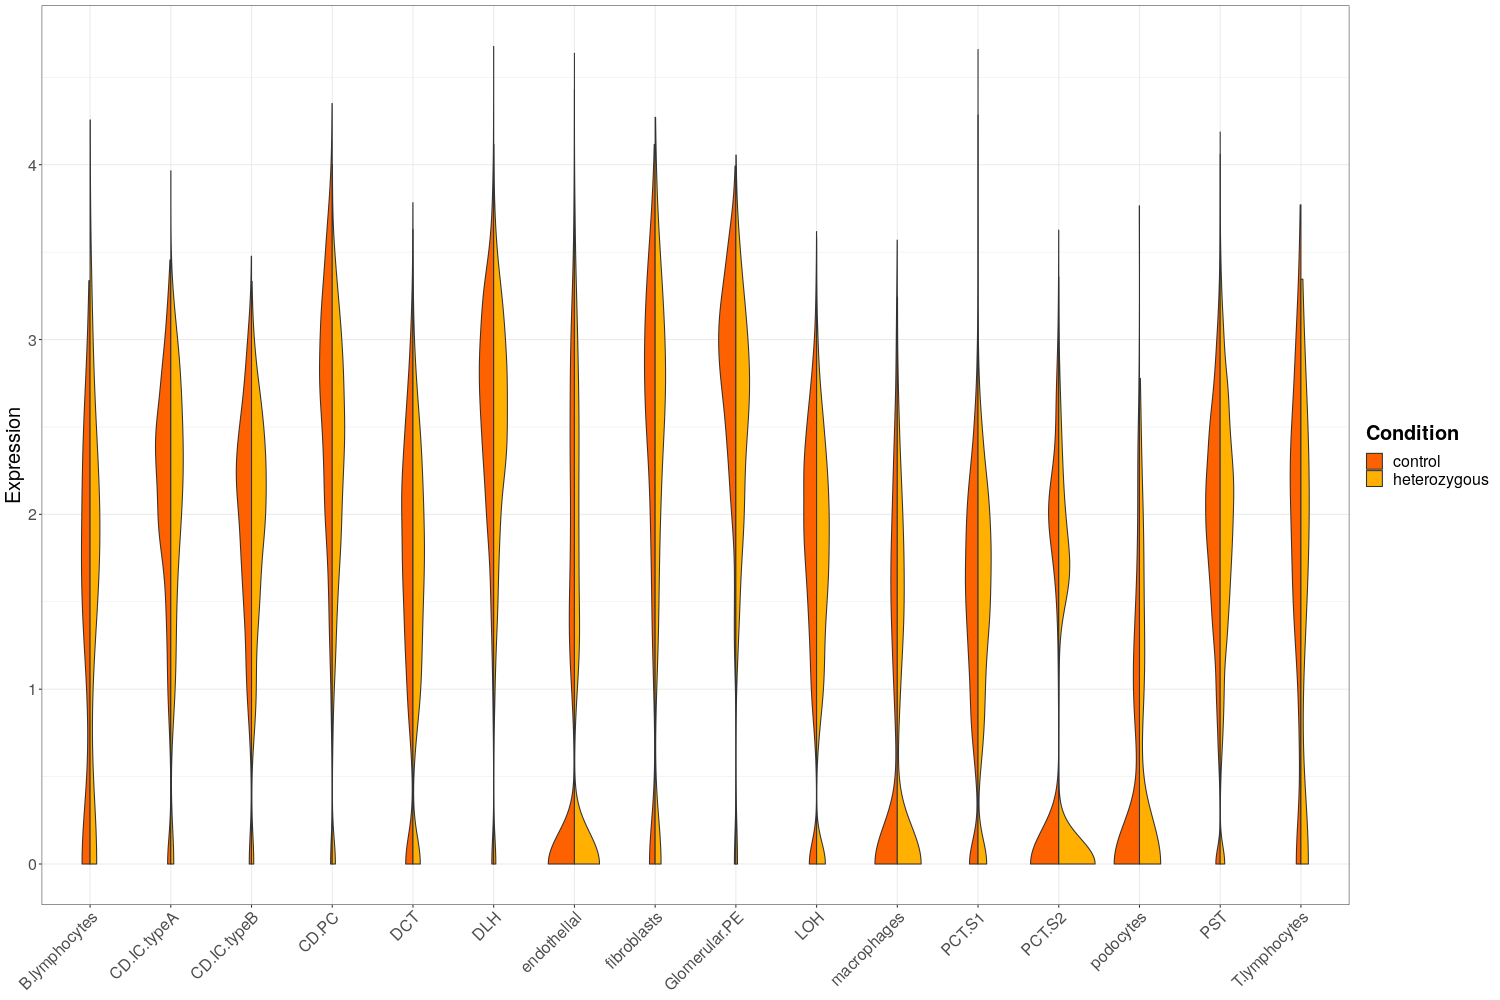 Expression
4
3
2
1
0
B.lymphocytes
CD.IC.typeA
CD.IC.typeB
CD.PC
DCT
DLH
endothelial
fibroblasts
Glomerular.PE
LOH
macrophages
PCT.S1
PCT.S2
podocytes
PST
T.lymphocytes
Condition
control
heterozygous